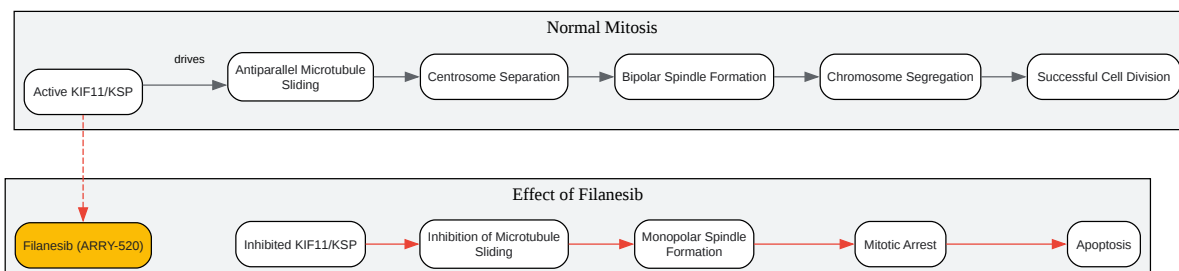 Normal Mitosis
drives
Active KIF11/KSP
Antiparallel Microtubule
Sliding
Centrosome Separation
Bipolar Spindle Formation
Chromosome Segregation
Successful Cell Division
Effect of Filanesib
Filanesib (ARRY-520)
Inhibited KIF11/KSP
Inhibition of Microtubule
Sliding
Monopolar Spindle
Formation
Mitotic Arrest
Apoptosis